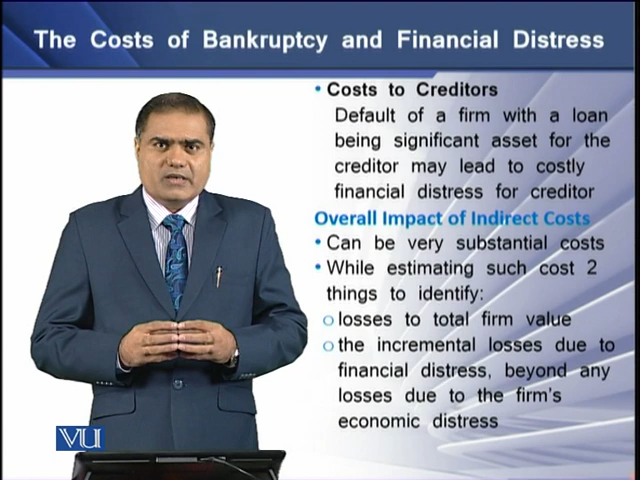 The Costs of Bankruptcy and Financial Distress
• Costs to Creditors
Default of a firm with a loan
being significant asset for the
creditor may lead to costly
financial distress for creditor
Overall Impact of Indirect Costs
• Can be very substantial costs
• While estimating such cost 2
things to identify:
o losses to total firm value
o the incremental losses due to
financial distress, beyond any
losses due to the firm's
economic distress
VU